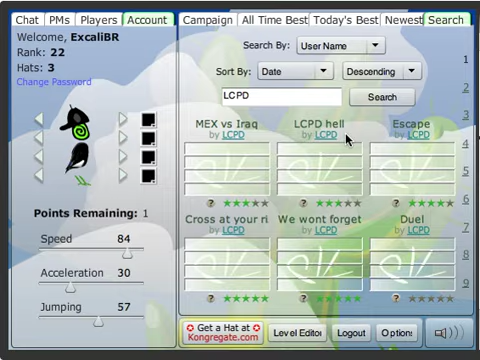 Chat PMs Players Account
Campaign All Time Best Today's Best Newest Search
Welcome, ExcaliBR
Rank: 22
Hats: 3
Change Password
Points Remaining: 1
Speed 84
Acceleration 30
Jumping 57
Search By: User Name
Sort By: Date Descending
LCPD Search
MEX vs Iraq LCPD hell Escape
by LCPD by LCPD by LCPD
? ? ?
Cross at your ri We wont forget Duel
by LCPD by LCPD by LCPD
? ? ?
1
2
3
4
5
6
7
8
9
Get a Hat at
Kongregate.com
Level Editor Logout Options